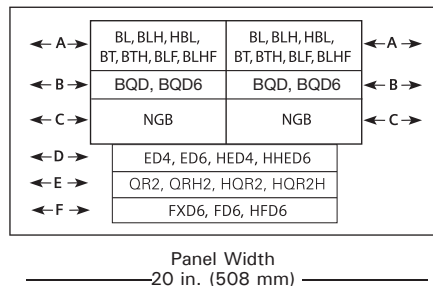 A BL, BLH, HBL, BL, BLH, HBL, A
BT, BTH, BLF, BLHF BT, BTH, BLF, BLHF
B BQD, BQD6 BQD, BQD6 B
C NGB NGB C
D ED4, ED6, HED4, HHED6
E QR2, QRH2, HQR2, HQR2H
F FXD6, FD6, HFD6
Panel Width
20 in. (508 mm)